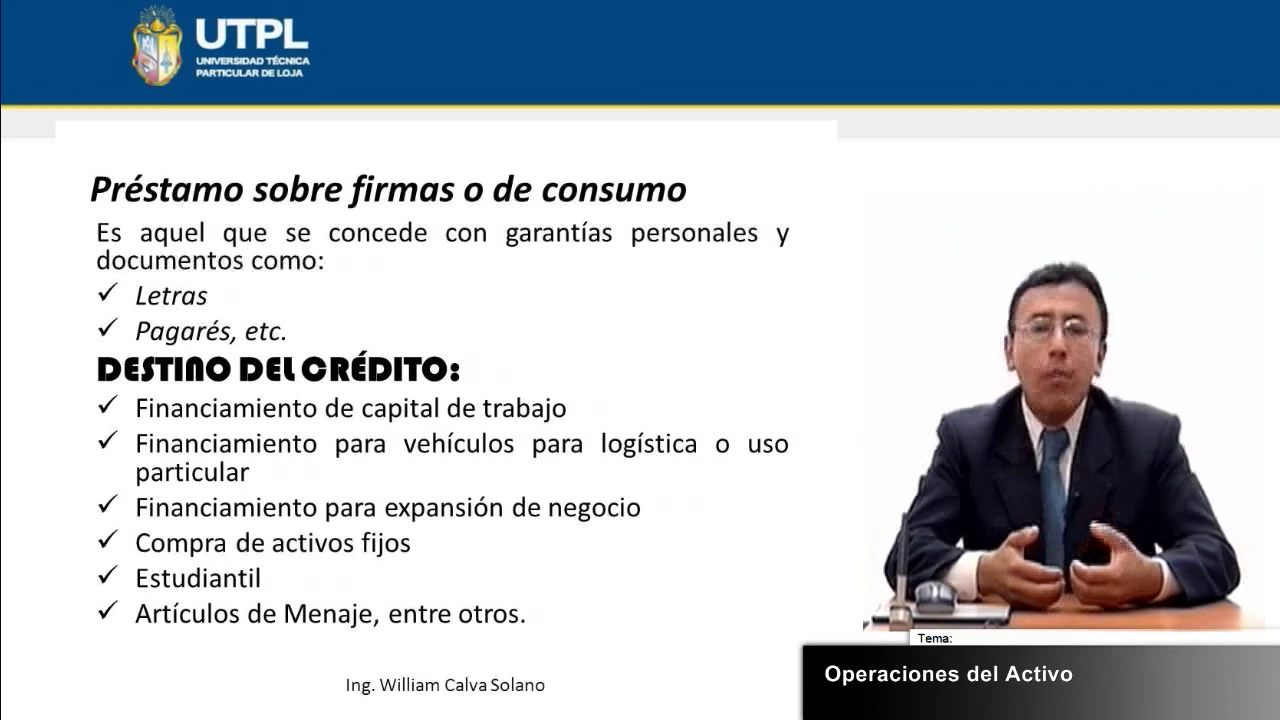 UTPL
UNIVERSIDAD TÉCNICA
PARTICULAR DE LOJA
Préstamo sobre firmas o de consumo
Es aquel que se concede con garantías personales y
documentos como:
✓ Letras
✓ Pagarés, etc.
DESTINO DEL CRÉDITO:
✓ Financiamiento de capital de trabajo
✓ Financiamiento para vehículos para logística o uso
particular
✓ Financiamiento para expansión de negocio
✓ Compra de activos fijos
✓ Estudiantil
✓ Artículos de Menaje, entre otros.
Ing. William Calva Solano
Tema:
Operaciones del Activo